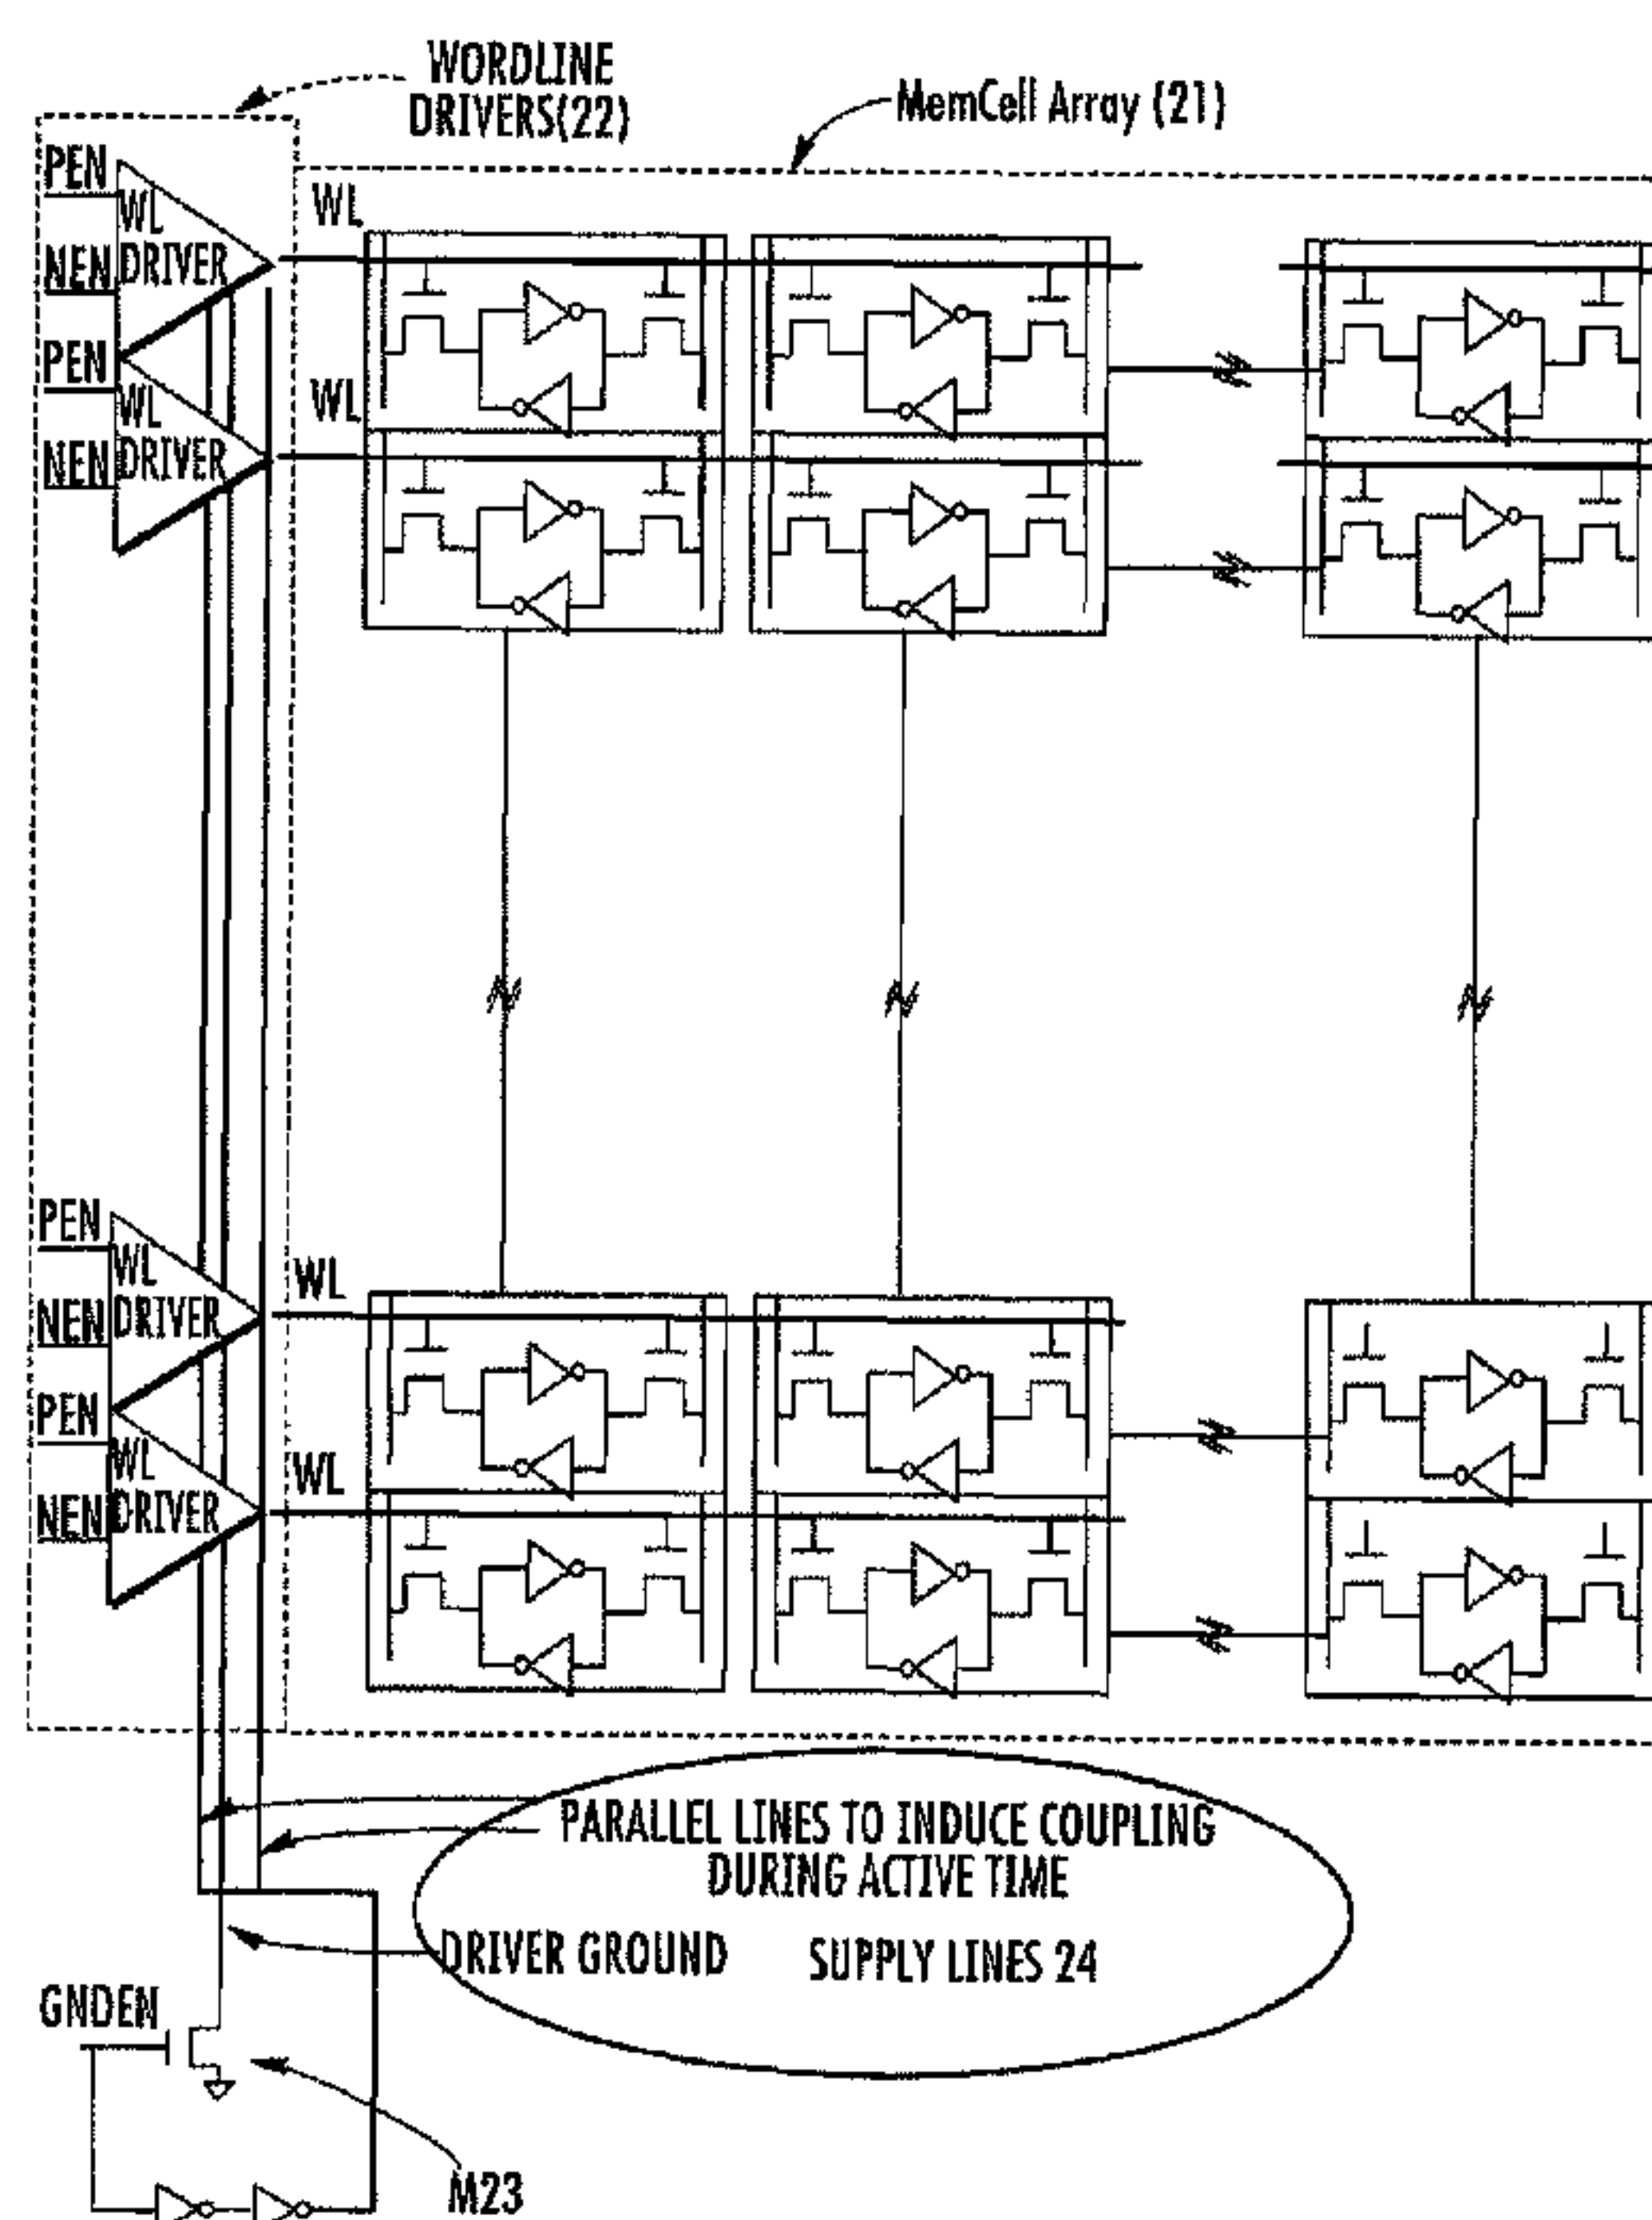 WORDLINE
DRIVERS(22)
MemCell Array (21)
PEN
WL
WL
NEN
DRIVER
PEN
WL
WL
NEN
DRIVER
PEN
WL
WL
NEN
DRIVER
PEN
WL
WL
NEN
DRIVER
PARALLEL LINES TO INDUCE COUPLING
DURING ACTIVE TIME
DRIVER GROUND
SUPPLY LINES 24
GNDEN
M23